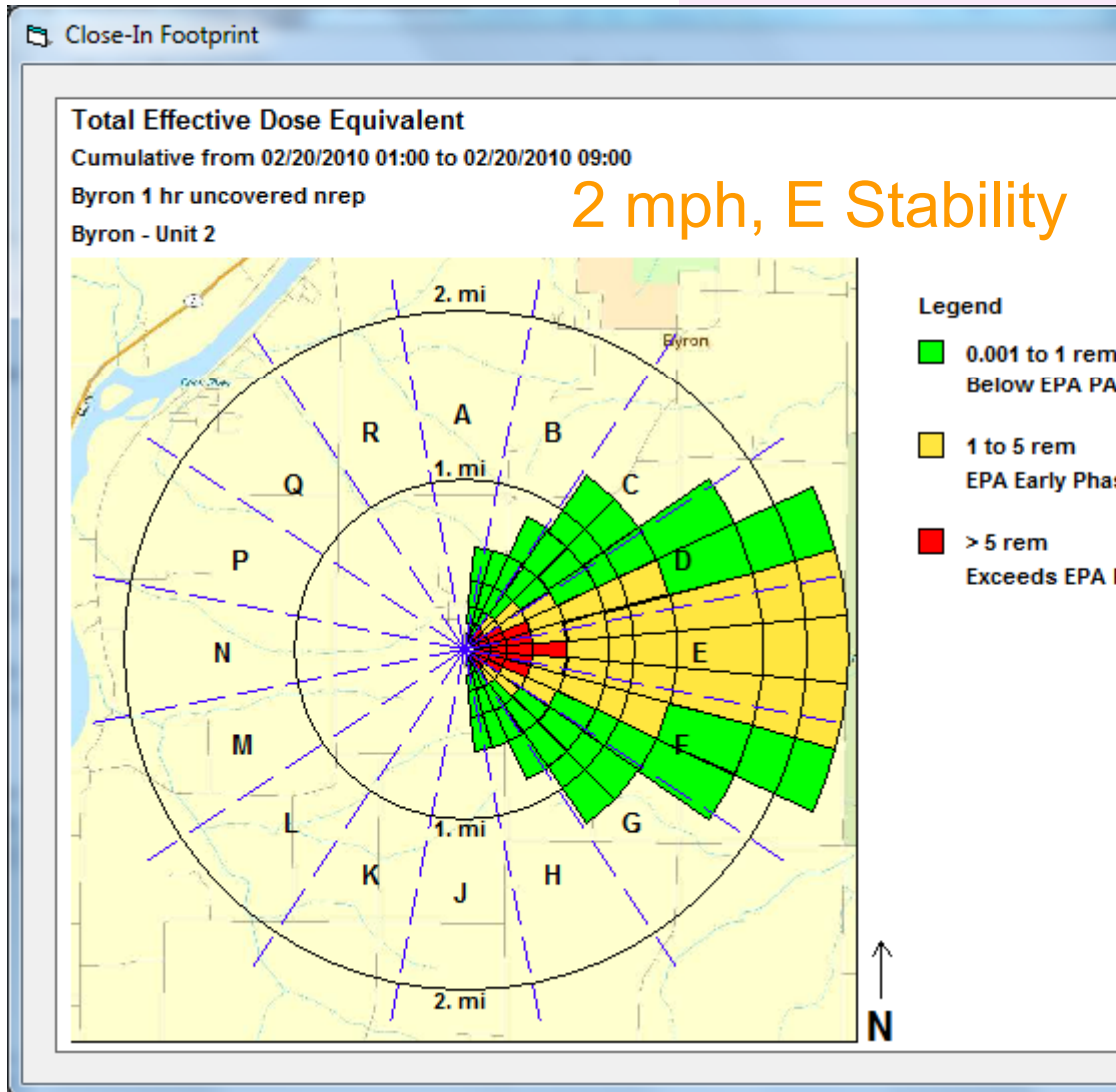 Close-In Footprint
Total Effective Dose Equivalent
Cumulative from 02/20/2010 01:00 to 02/20/2010 09:00
Byron 1 hr uncovered nrep
2 mph, E Stability
Byron - Unit 2
2. mi
Byron
2
A
R
B
1. mi
Q
C
P
D
N
E
M
F
L
1. mi
G
K
J
H
2. mi
Legend
0.001 to 1 rem
Below EPA PA
1 to 5 rem
EPA Early Phas
> 5 rem
Exceeds EPA
N